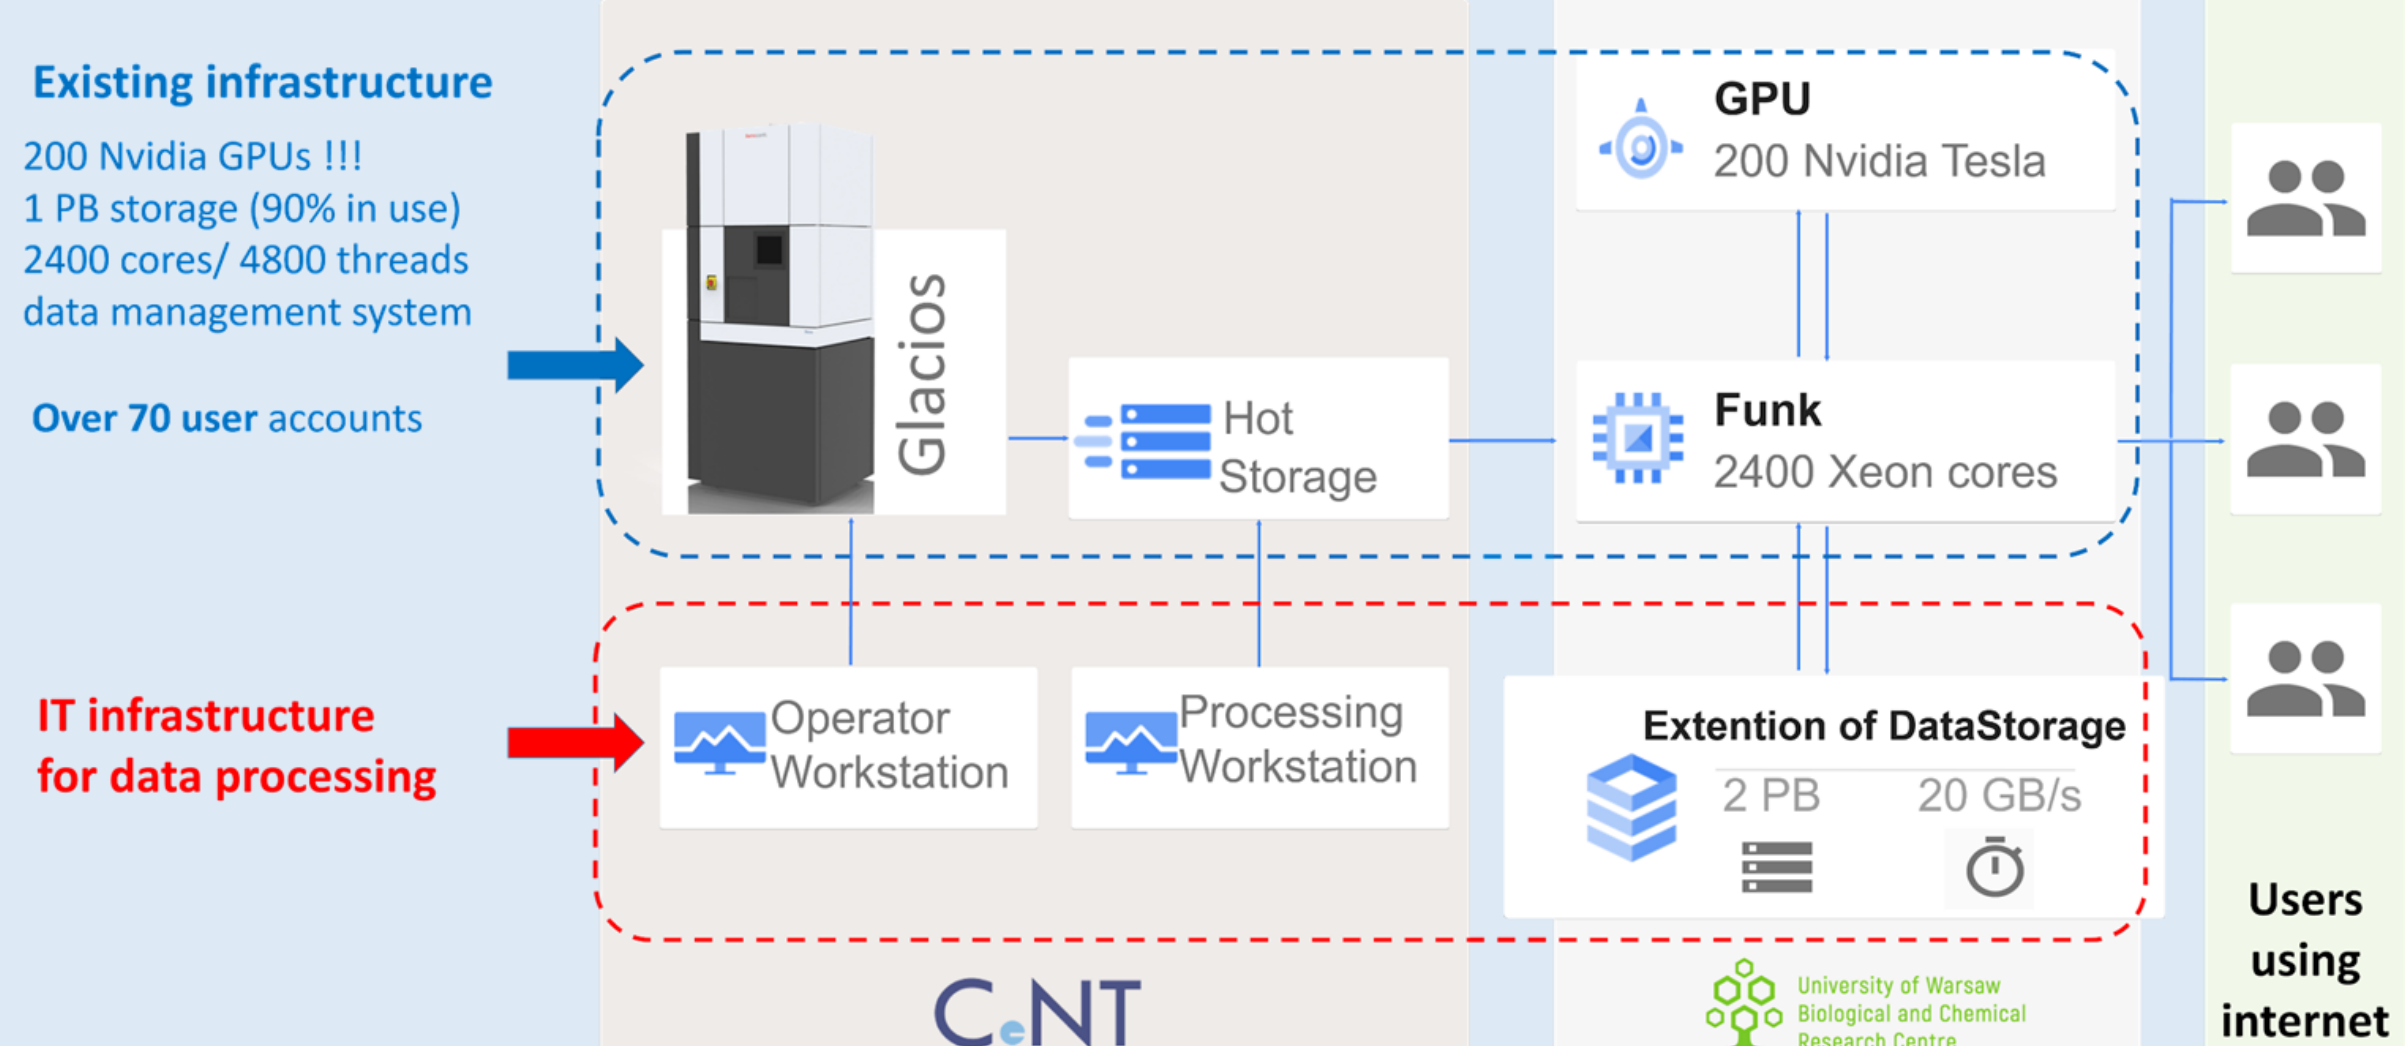 Existing infrastructure
200 Nvidia GPUs !!!
1 PB storage (90% in use)
2400 cores/ 4800 threads
data management system
Over 70 user accounts
IT infrastructure
for data processing
Glacios
Hot
Storage
GPU
200 Nvidia Tesla
Funk
2400 Xeon cores
Operator
Workstation
Processing
Workstation
Extention of DataStorage
2 PB
20 GB/s
CeNT
University of Warsaw
Biological and Chemical
Research Centre
Users
using
internet